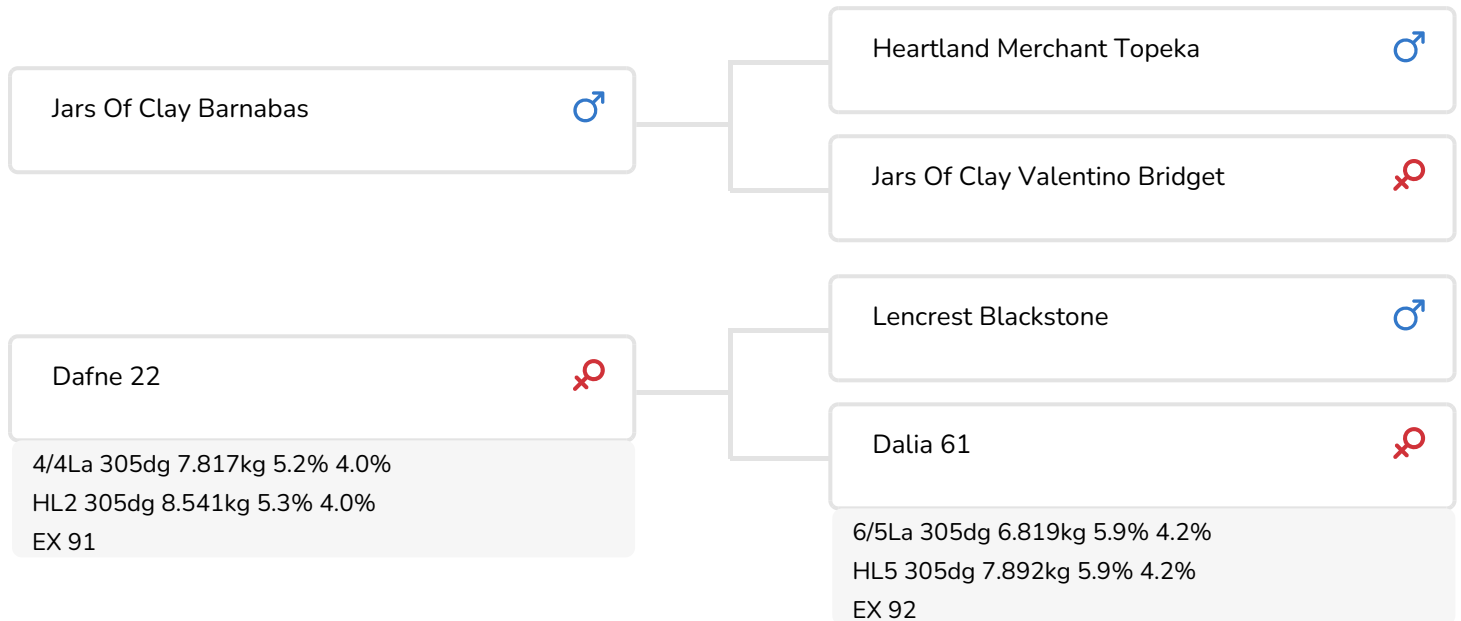 Jars Of Clay Barnabas
Heartland Merchant Topeka
Jars Of Clay Valentino Bridget
Dafne 22
4/4La 305dg 7.817kg 5.2% 4.0%
HL2 305dg 8.541kg 5.3% 4.0%
EX 91
Lencrest Blackstone
Dalia 61
6/5La 305dg 6.819kg 5.9% 4.2%
HL5 305dg 7.892kg 5.9% 4.2%
EX 92